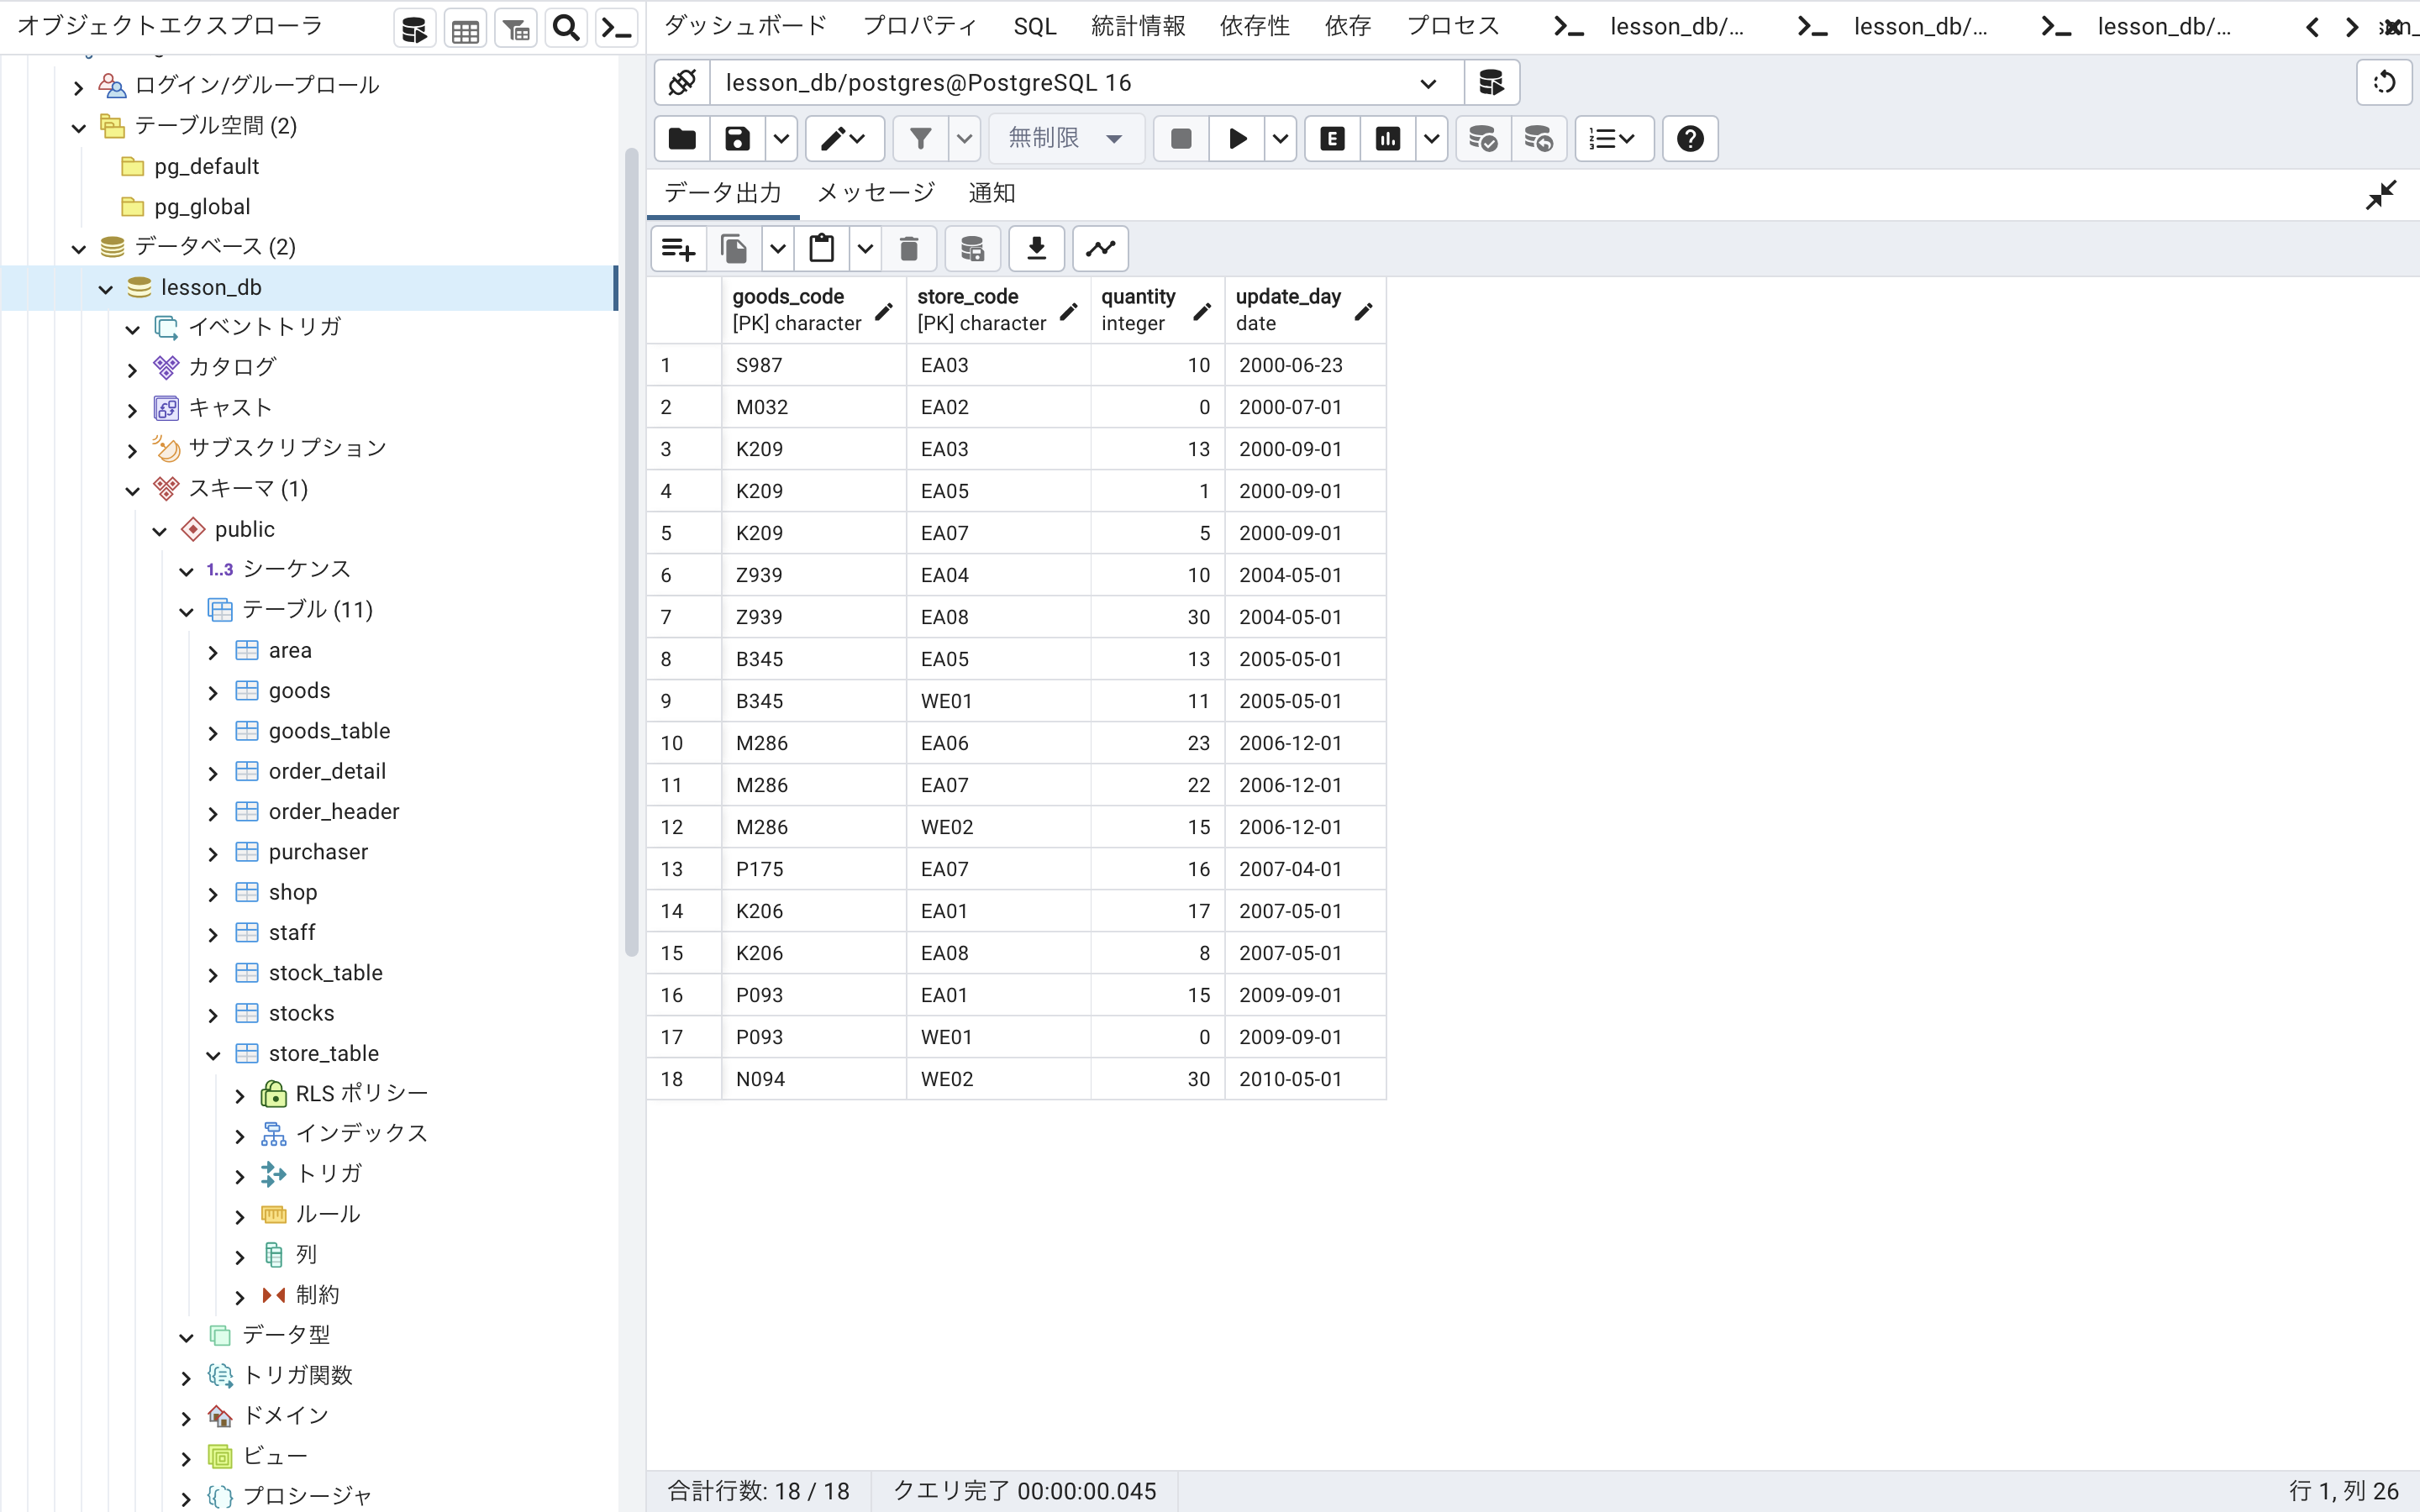 オブジェクトエクスプローラ
ログイン/グループロール
テーブル空間 (2)
pg_default
pg_global
データベース (2)
lesson_db
イベントトリガ
カタログ
キャスト
サブスクリプション
スキーマ (1)
public
1..3 シーケンス
テーブル (11)
area
goods
goods_table
order_detail
order_header
purchaser
shop
staff
stock_table
stocks
store_table
RLS ポリシー
インデックス
トリガ
ルール
列
制約
データ型
トリガ関数
ドメイン
ビュー
プロシージャ
ダッシュボード プロパティ SQL 統計情報 依存性 依存 プロセス lesson_db/... lesson_db/... lesson_db/...
lesson_db/postgres@PostgreSQL 16
無制限 E
データ出力 メッセージ 通知
goods_code store_code quantity update_day
[PK] character [PK] character integer date
1 S987 EA03 10 2000-06-23
2 M032 EA02 0 2000-07-01
3 K209 EA03 13 2000-09-01
4 K209 EA05 1 2000-09-01
5 K209 EA07 5 2000-09-01
6 Z939 EA04 10 2004-05-01
7 Z939 EA08 30 2004-05-01
8 B345 EA05 13 2005-05-01
9 B345 WE01 11 2005-05-01
10 M286 EA06 23 2006-12-01
11 M286 EA07 22 2006-12-01
12 M286 WE02 15 2006-12-01
13 P175 EA07 16 2007-04-01
14 K206 EA01 17 2007-05-01
15 K206 EA08 8 2007-05-01
16 P093 EA01 15 2009-09-01
17 P093 WE01 0 2009-09-01
18 N094 WE02 30 2010-05-01
合計行数: 18 / 18 クエリ完了 00:00:00.045 行 1, 列 26